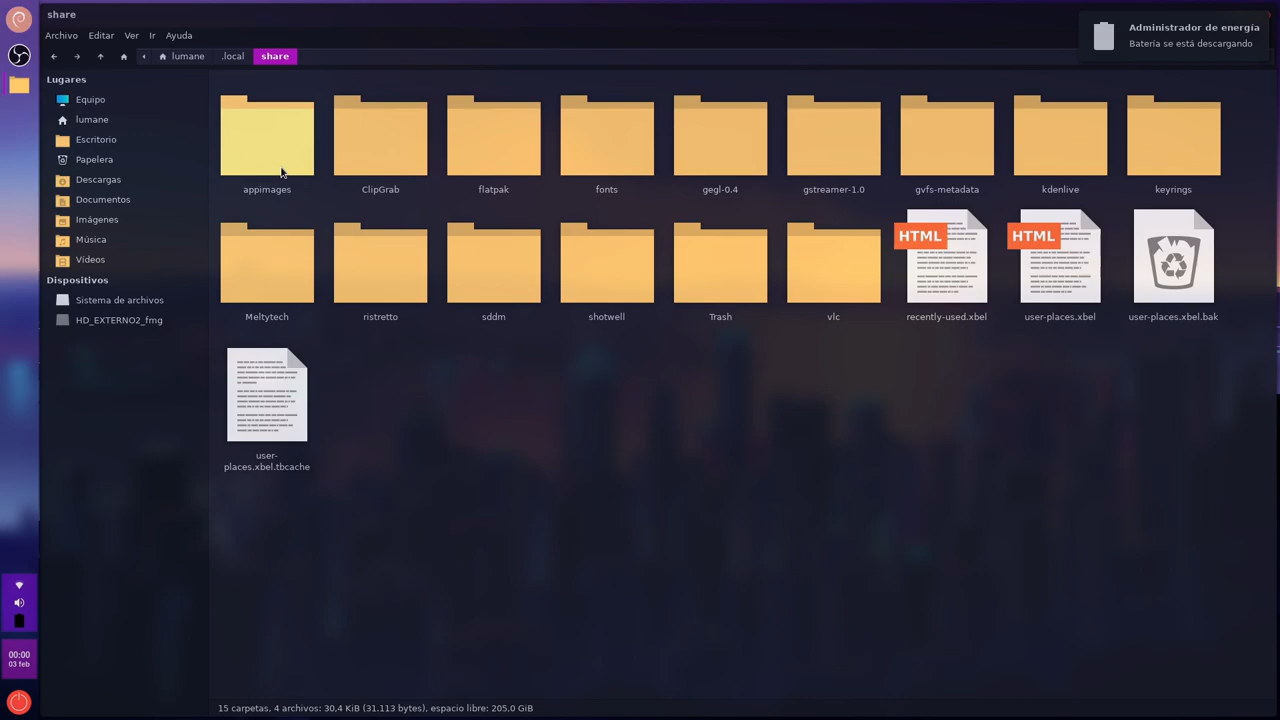 share
Archivo Editar Ver Ir Ayuda
lumane .local share
Administrador de energía
Batería se está descargando
Lugares
Equipo
lumane
Escritorio
Papelera
Descargas
Documentos
Imágenes
Música
Vídeos
Dispositivos
Sistema de archivos
HD_EXTERNO2_fmg
appimages ClipGrab flatpak fonts gegl-0.4 gstreamer-1.0 gvfs-metadata kdenlive keyrings
HTML HTML
Meltytech ristretto sddm shotwell Trash vlc recently-used.xbel user-places.xbel user-places.xbel.bak
user-
places.xbel.tbcache
00:00
03 feb
15 carpetas, 4 archivos: 30,4 KiB (31.113 bytes), espacio libre: 205,0 GiB